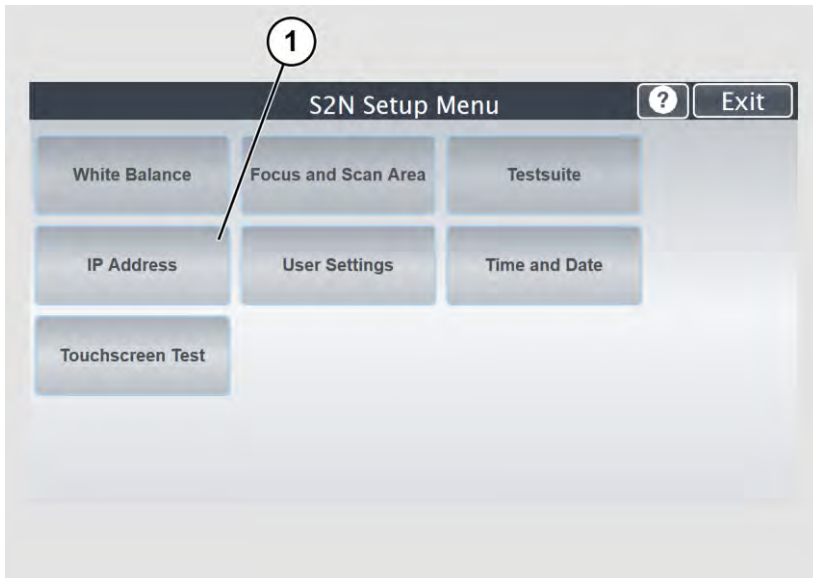 1
S2N Setup Menu ? Exit
White Balance Focus and Scan Area Testsuite
IP Address User Settings Time and Date
Touchscreen Test